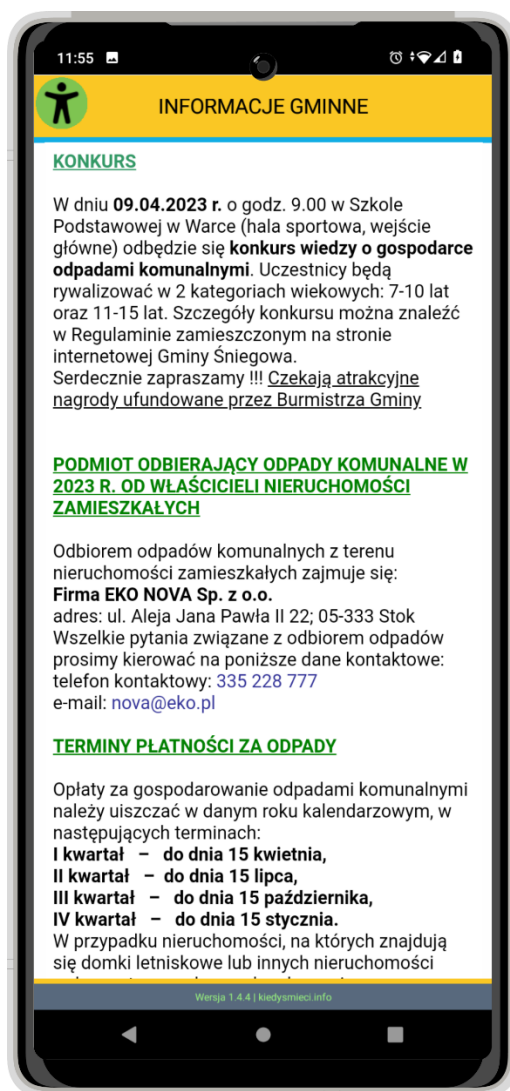 11:55
INFORMACJE GMINNE
KONKURS
W dniu 09.04.2023 r. o godz. 9.00 w Szkole
Podstawowej w Warce (hala sportowa, wejście
główne) odbędzie się konkurs wiedzy o gospodarce
odpadami komunalnymi. Uczestnicy będą
rywalizować w 2 kategoriach wiekowych: 7-10 lat
oraz 11-15 lat. Szczegóły konkursu można znaleźć
w Regulaminie zamieszczonym na stronie
internetowej Gminy Śniegowa.
Serdecznie zapraszamy !!! Czekają atrakcyjne
nagrody ufundowane przez Burmistrza Gminy
PODMIOT ODBIERAJĄCY ODPADY KOMUNALNE W
2023 R. OD WŁAŚCICIELI NIERUCHOMOŚCI
ZAMIESZKAŁYCH
Odbiorem odpadów komunalnych z terenu
nieruchomości zamieszkałych zajmuje się:
Firma EKO NOVA Sp. z o.o.
adres: ul. Aleja Jana Pawła II 22; 05-333 Stok
Wszelkie pytania związane z odbiorem odpadów
prosimy kierować na poniższe dane kontaktowe:
telefon kontaktowy: 335 228 777
e-mail: nova@eko.pl
TERMINY PŁATNOŚCI ZA ODPADY
Opłaty za gospodarowanie odpadami komunalnymi
należy uiszczać w danym roku kalendarzowym, w
następujących terminach:
I kwartał – do dnia 15 kwietnia,
II kwartał – do dnia 15 lipca,
III kwartał – do dnia 15 października,
IV kwartał – do dnia 15 stycznia.
W przypadku nieruchomości, na których znajdują
się domki letniskowe lub innych nieruchomości
Wersja 1.4.4 | kiedysmieci.info